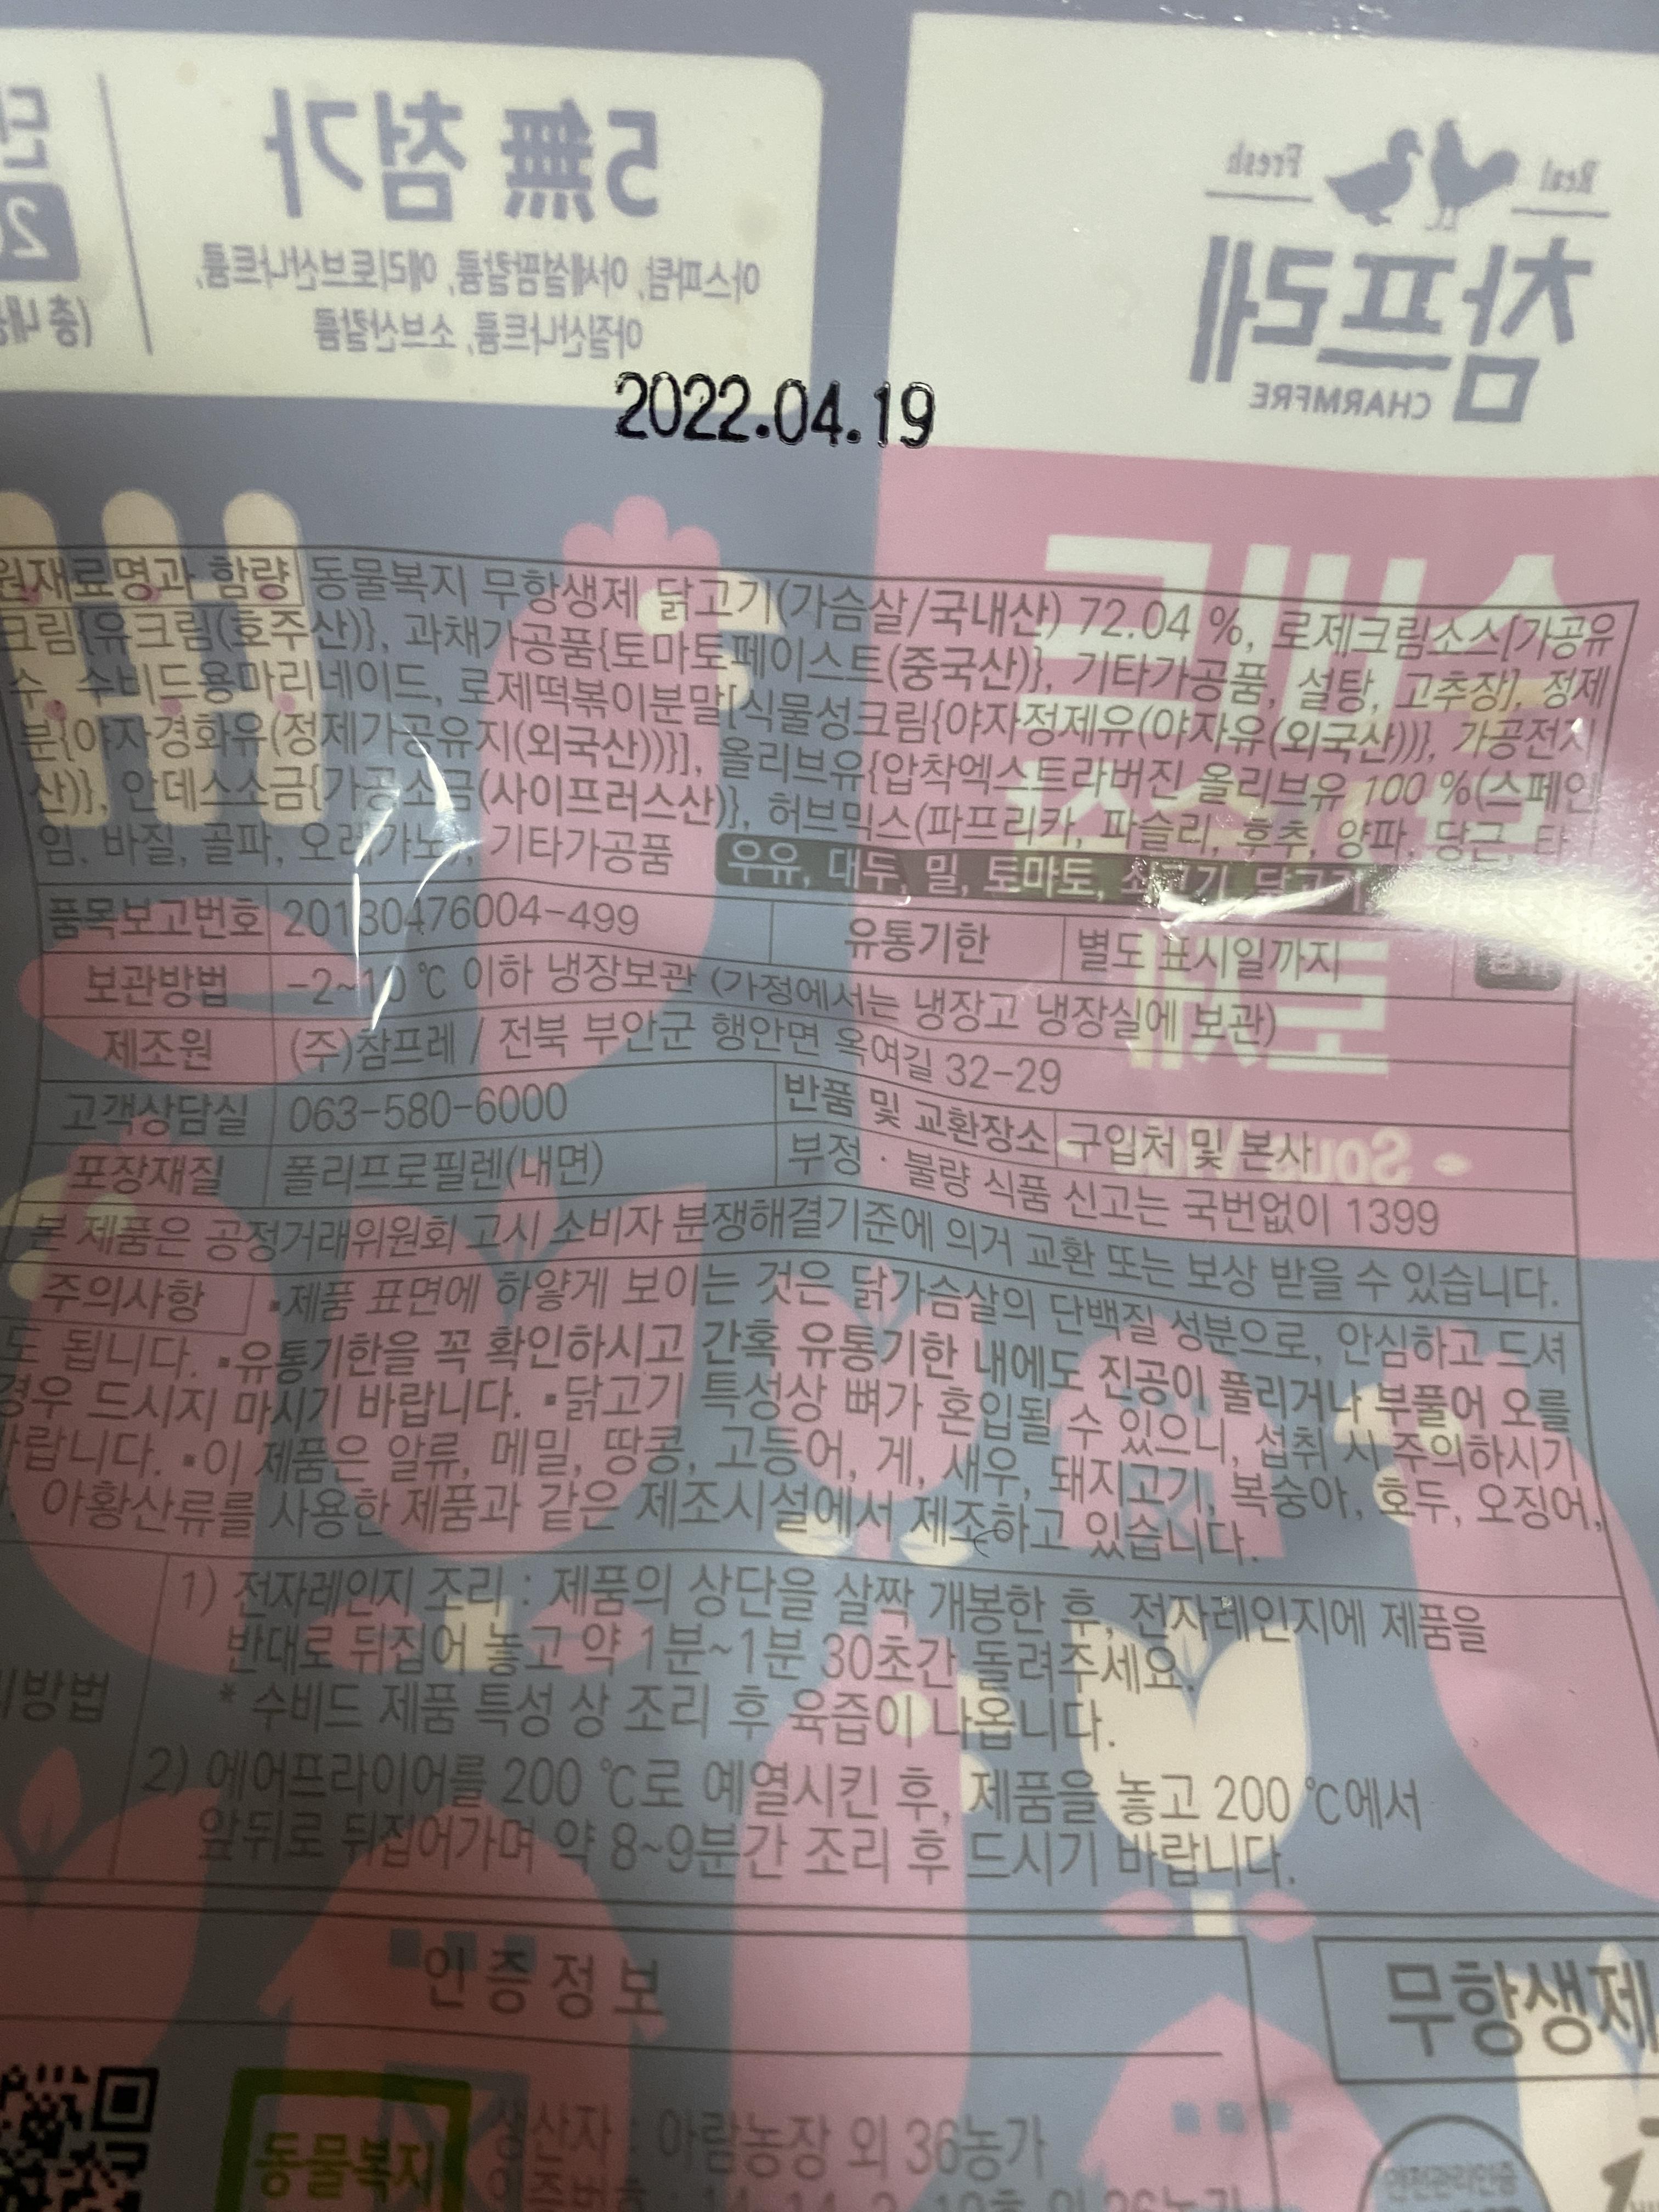 5無 첨가
아스파탐, 아세설팜칼륨, 에리토브산나트륨,
아질산나트륨, 소브산칼륨
Real Fresh
참프레
CHARMFRE
2022.04.19
수비드
닭가슴살
로제
원재료명과 함량 동물복지 무항생제 닭고기(가슴살/국내산) 72.04 %, 로제크림소스[가공유
크림{유크림(호주산)}, 과채가공품{토마토페이스트(중국산)}, 기타가공품, 설탕, 고추장], 정제
수, 수비드용마리네이드, 로제떡볶이분말[식물성크림{야자정제유(야자유(외국산))}, 가공전지
분{야자경화유(정제가공유지(외국산))}], 올리브유{압착엑스트라버진 올리브유 100 %(스페인
산)}, 안데스소금{가공소금(사이프러스산)}, 허브믹스(파프리카, 파슬리, 후추, 양파, 당근, 타
임, 바질, 골파, 오레가노), 기타가공품 우유, 대두, 밀, 토마토, 쇠고기, 닭고기
품목보고번호 20130476004-499 유통기한 별도 표시일까지
보관방법 -2~10 ℃ 이하 냉장보관 (가정에서는 냉장고 냉장실에 보관)
제조원 (주)참프레 / 전북 부안군 행안면 옥여길 32-29
고객상담실 063-580-6000 반품 및 교환장소 구입처 및 본사
포장재질 폴리프로필렌(내면) 부정 · 불량 식품 신고는 국번없이 1399
본 제품은 공정거래위원회 고시 소비자 분쟁해결기준에 의거 교환 또는 보상 받을 수 있습니다.
주의사항 ▪제품 표면에 하얗게 보이는 것은 닭가슴살의 단백질 성분으로, 안심하고 드셔
도 됩니다. ▪유통기한을 꼭 확인하시고 간혹 유통기한 내에도 진공이 풀리거나 부풀어 오를
경우 드시지 마시기 바랍니다. ▪닭고기 특성상 뼈가 혼입될 수 있으니, 섭취 시 주의하시기
바랍니다. ▪이 제품은 알류, 메밀, 땅콩, 고등어, 게, 새우, 돼지고기, 복숭아, 호두, 오징어,
아황산류를 사용한 제품과 같은 제조시설에서 제조하고 있습니다.
1) 전자레인지 조리 : 제품의 상단을 살짝 개봉한 후, 전자레인지에 제품을
반대로 뒤집어 놓고 약 1분~1분 30초간 돌려주세요.
* 수비드 제품 특성 상 조리 후 육즙이 나옵니다.
방법
2) 에어프라이어를 200 ℃로 예열시킨 후, 제품을 놓고 200 ℃에서
앞뒤로 뒤집어가며 약 8~9분간 조리 후 드시기 바랍니다.
인증정보
무항생제
동물복지
생산자 : 아람농장 외 36농가
안전관리인증